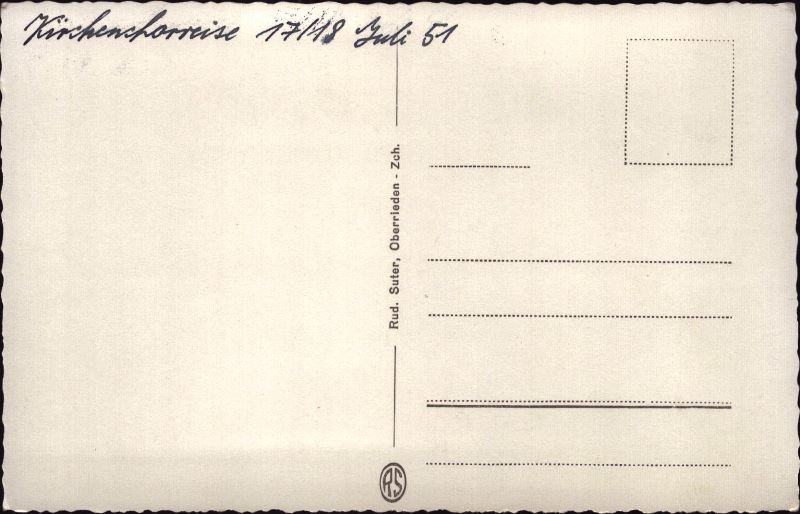 Kirchenchorreise 17/18 Juli 51
Rud. Suter, Oberrieden - Zch.
RS